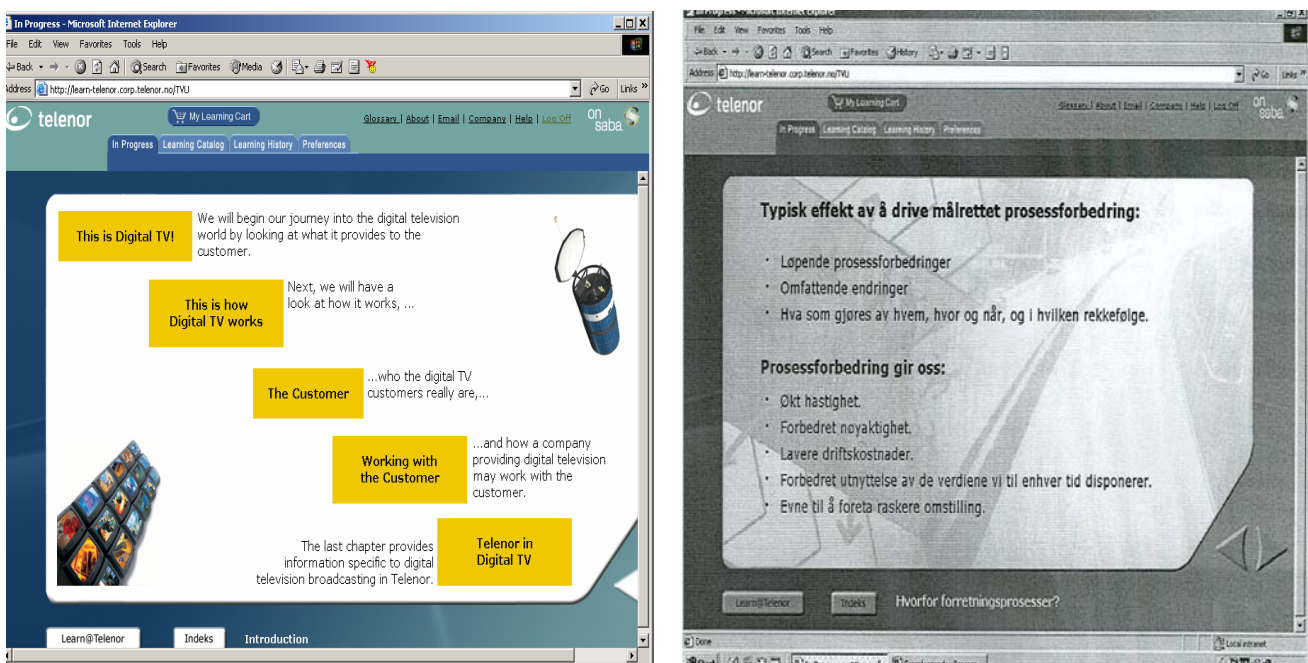 In Progress - Microsoft Internet Explorer
File Edit View Favorites Tools Help
Back Search Favorites Media
Address http://learn-telenor.corp.telenor.no/TVU Go Links »
telenor My Learning Cart Glossary | About | Email | Company | Help | Log Off on saba
In Progress Learning Catalog Learning History Preferences
This is Digital TV!
We will begin our journey into the digital television
world by looking at what it provides to the
customer.
This is how
Digital TV works
Next, we will have a
look at how it works, ...
The Customer
...who the digital TV
customers really are,...
Working with
the Customer
...and how a company
providing digital television
may work with the
customer.
The last chapter provides
information specific to digital
television broadcasting in Telenor.
Telenor in
Digital TV
Learn@Telenor Indeks Introduction
File Edit View Favorites Tools Help
Back Search Favorites History
Address http://learn-telenor.corp.telenor.no/TVU Go Links »
telenor My Learning Cart Glossary | About | Email | Company | Help | Log Off on saba
In Progress Learning Catalog Learning History Preferences
Typisk effekt av å drive målrettet prosessforbedring:
· Løpende prosessforbedringer
· Omfattende endringer
· Hva som gjøres av hvem, hvor og når, og i hvilken rekkefølge.
Prosessforbedring gir oss:
· Økt hastighet.
· Forbedret nøyaktighet.
· Lavere driftskostnader.
· Forbedret utnyttelse av de verdiene vi til enhver tid disponerer.
· Evne til å foreta raskere omstilling.
Learn@Telenor Indeks Hvorfor forretningsprosesser?
Done Local intranet